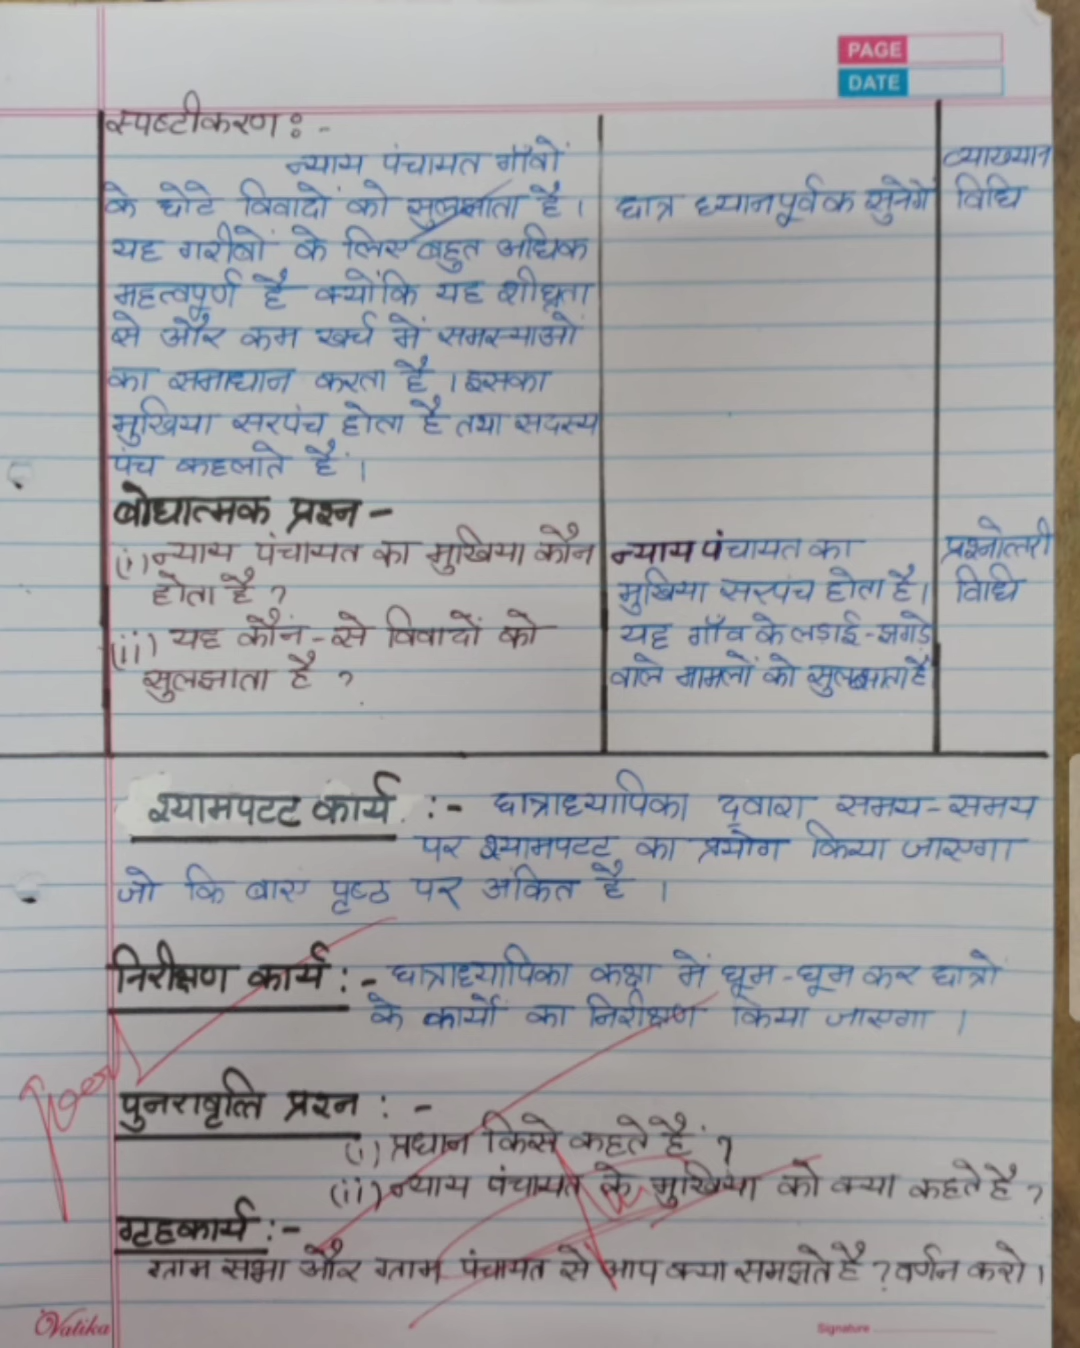 PAGE
DATE
स्पष्टीकरण :-
न्याय पंचायत गाँवों
के छोटे विवादों को सुलझाता है।
यह गरीबों के लिए बहुत अधिक
महत्वपूर्ण है क्योंकि यह शीघ्रता
से और कम खर्च में समस्याओं
का समाधान करता है। इसका
मुखिया सरपंच होता है तथा सदस्य
पंच कहलाते हैं।
छात्र ध्यानपूर्वक सुनेगें
व्याख्यान
विधि
बोधात्मक प्रश्न -
(i) न्याय पंचायत का मुखिया कौन
होता है ?
(ii) यह कौन-से विवादों को
सुलझाता है ?
न्याय पंचायत का
मुखिया सरपंच होता है।
यह गाँव के लड़ाई-झगड़े
वाले मामलों को सुलझाता है
प्रश्नोत्तरी
विधि
श्यामपटट कार्य :- छात्राध्यापिका द्वारा समय-समय
पर श्यामपटट का प्रयोग किया जाएगा
जो कि बाएं पृष्ठ पर अंकित है ।
निरीक्षण कार्य :- छात्राध्यापिका कक्षा में घूम-घूम कर छात्रो
के कार्यों का निरीक्षण किया जाएगा ।
पुनरावृत्ति प्रश्न : -
(i) प्रधान किसे कहते हैं ?
(ii) न्याय पंचायत के मुखिया को क्या कहते है ?
गृहकार्य :-
ग्राम सभा और ग्राम पंचायत से आप क्या समझते है ? वर्णन करो।
Vatika
Signature